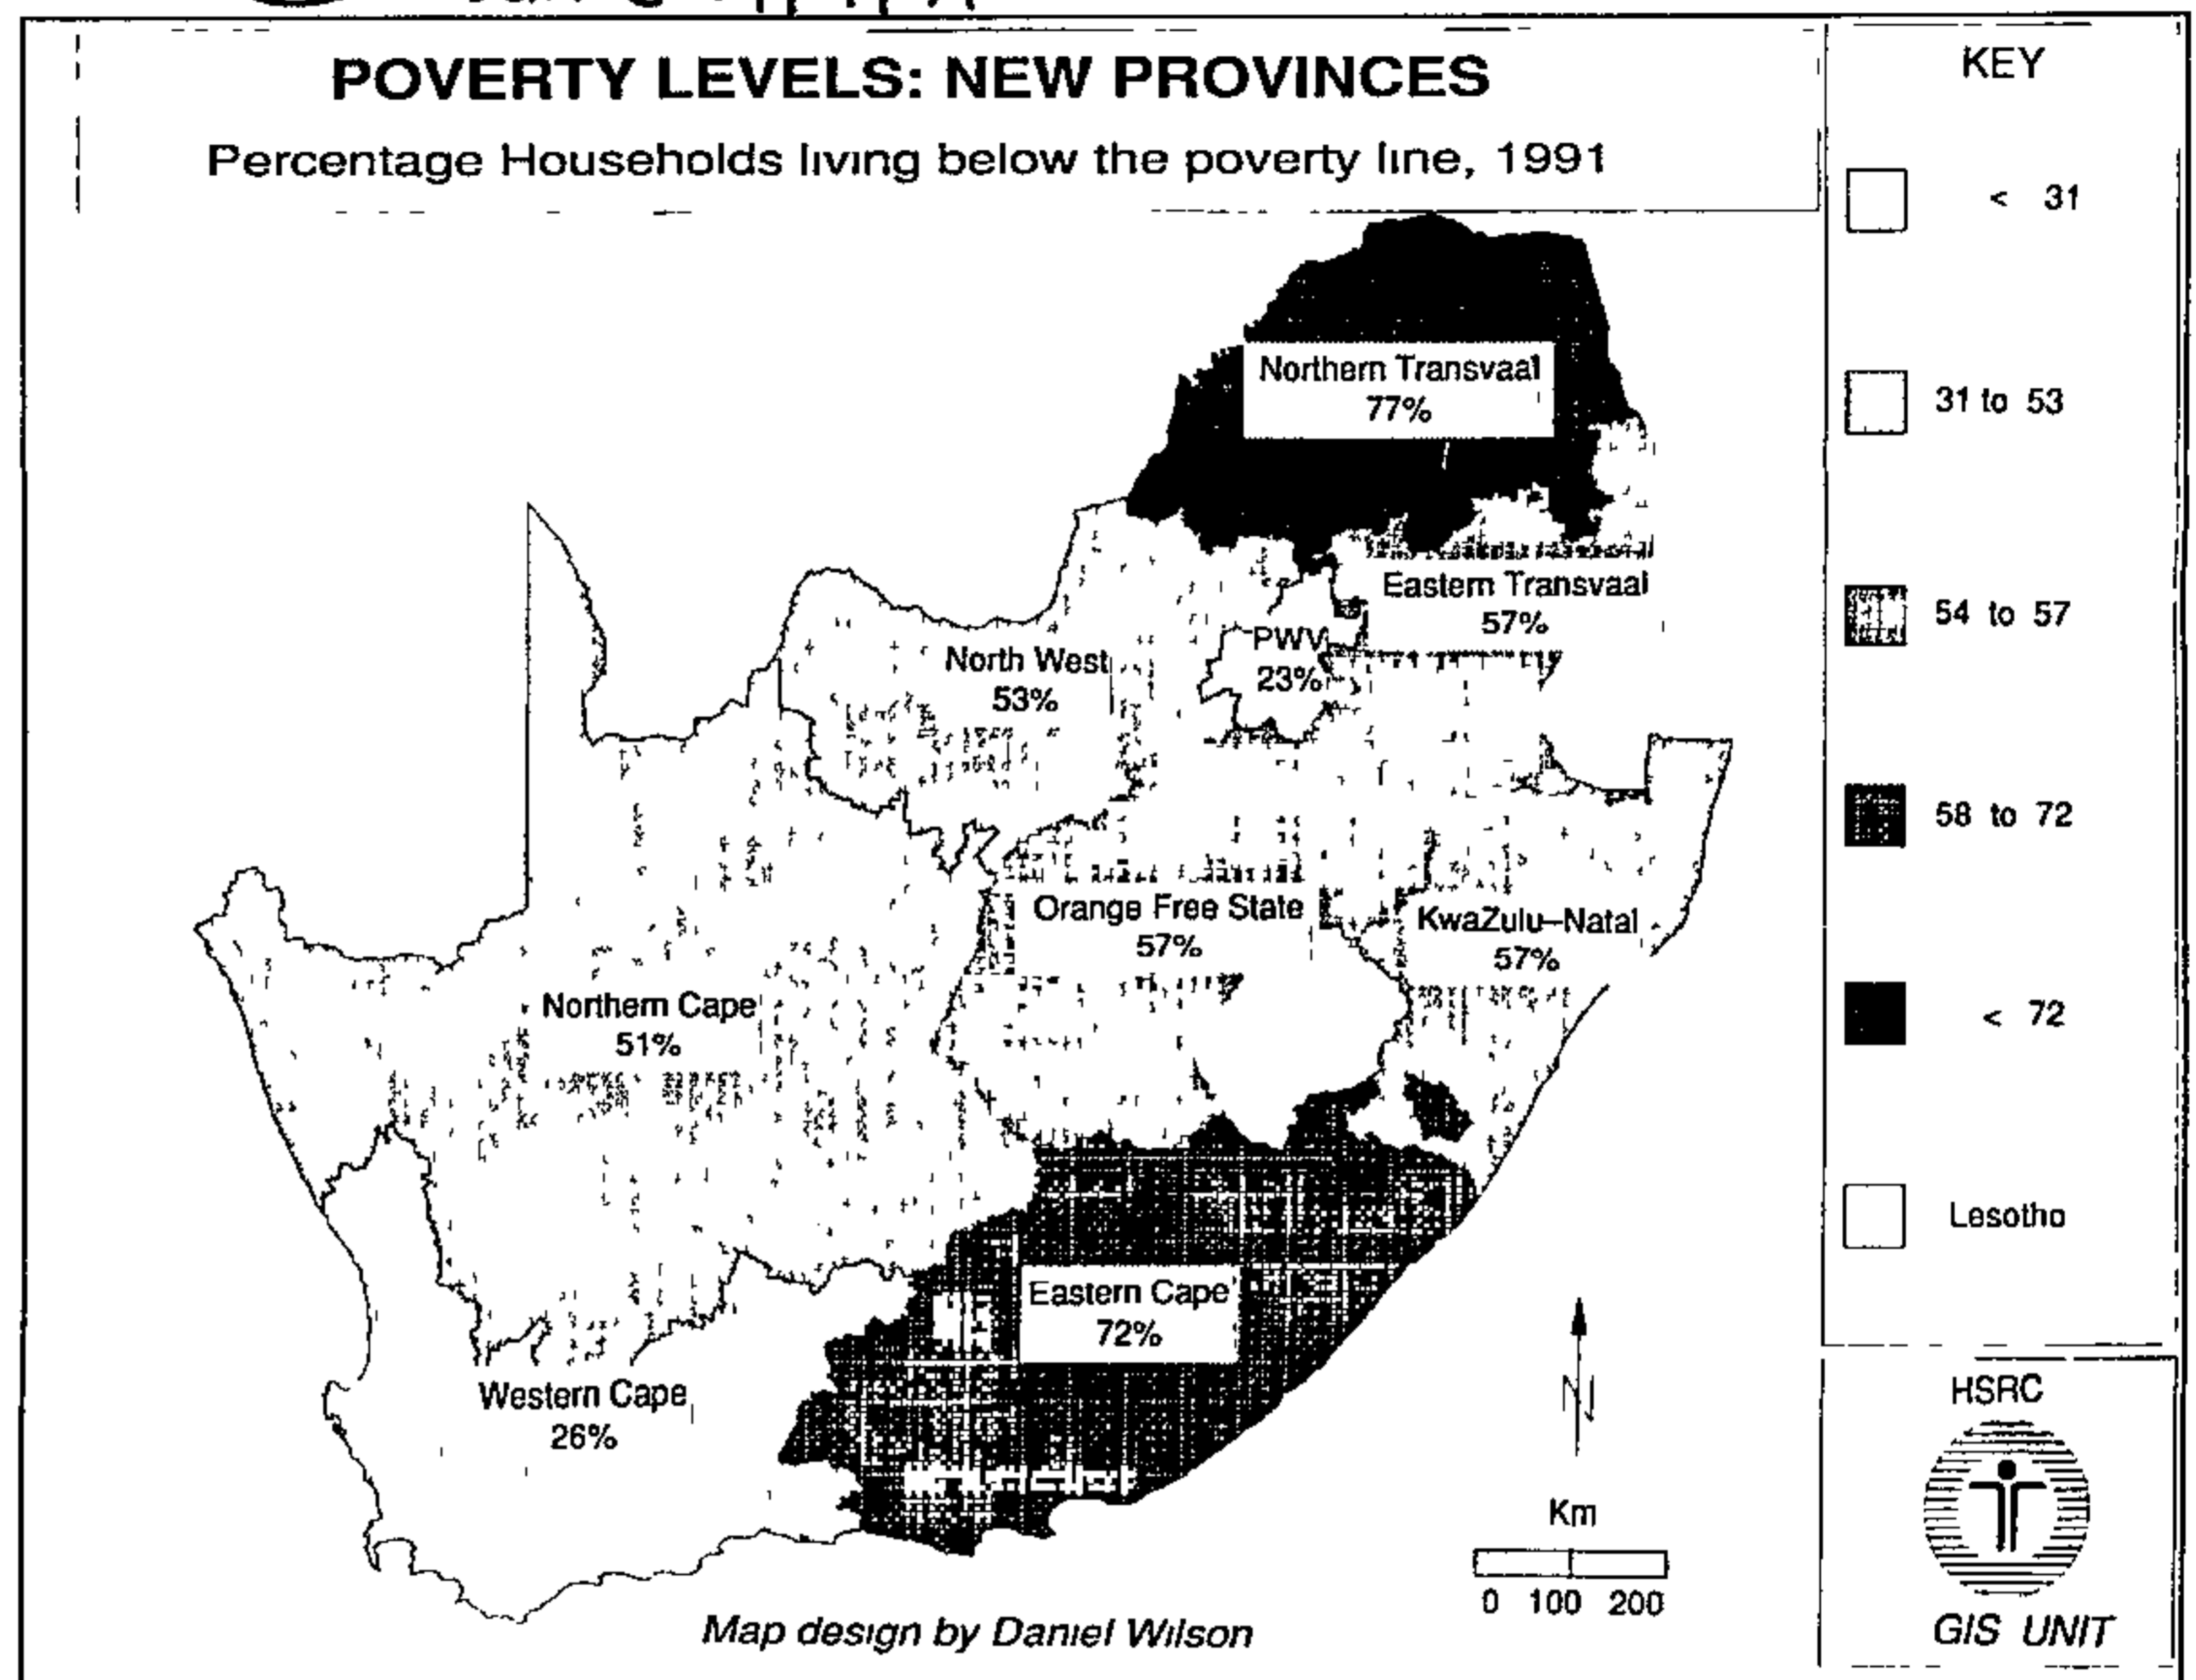 POVERTY LEVELS: NEW PROVINCES
Percentage Households living below the poverty line, 1991
KEY
< 31
31 to 53
54 to 57
58 to 72
< 72
Lesotho
Northern Transvaal
77%
Eastern Transvaal
57%
PWV
23%
North West
53%
Orange Free State
57%
KwaZulu–Natal
57%
Northern Cape
51%
Eastern Cape
72%
Western Cape
26%
N
Km
0 100 200
Map design by Daniel Wilson
HSRC
GIS UNIT